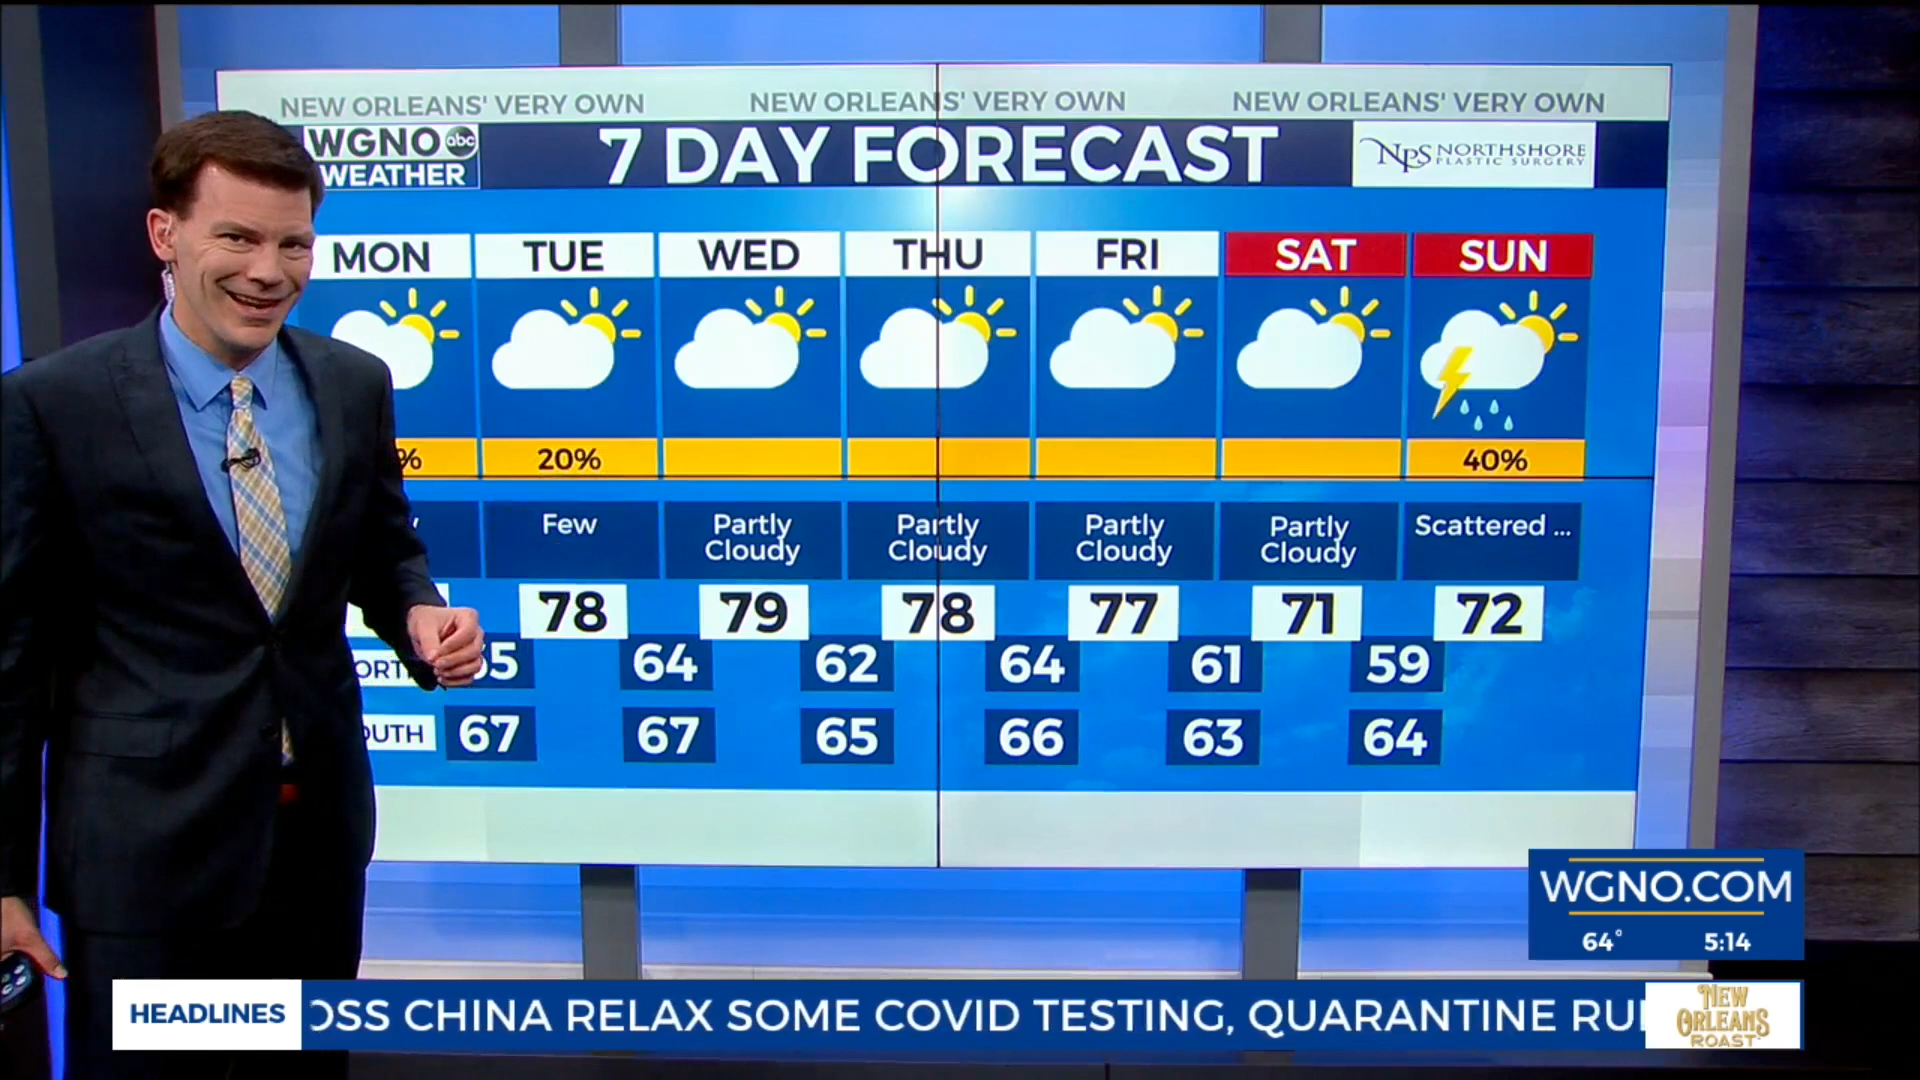 NEW ORLEANS' VERY OWN NEW ORLEANS' VERY OWN NEW ORLEANS' VERY OWN
WGNO abc
WEATHER
7 DAY FORECAST
NPS NORTHSHORE
PLASTIC SURGERY
MON TUE WED THU FRI SAT SUN
% 20% 40%
Few Partly Cloudy Partly Cloudy Partly Cloudy Partly Cloudy Scattered ...
78 79 78 77 71 72
ORT 65 64 62 64 61 59
OUTH 67 67 65 66 63 64
WGNO.COM
64° 5:14
HEADLINES OSS CHINA RELAX SOME COVID TESTING, QUARANTINE RU
NEW
ORLEANS
ROAST